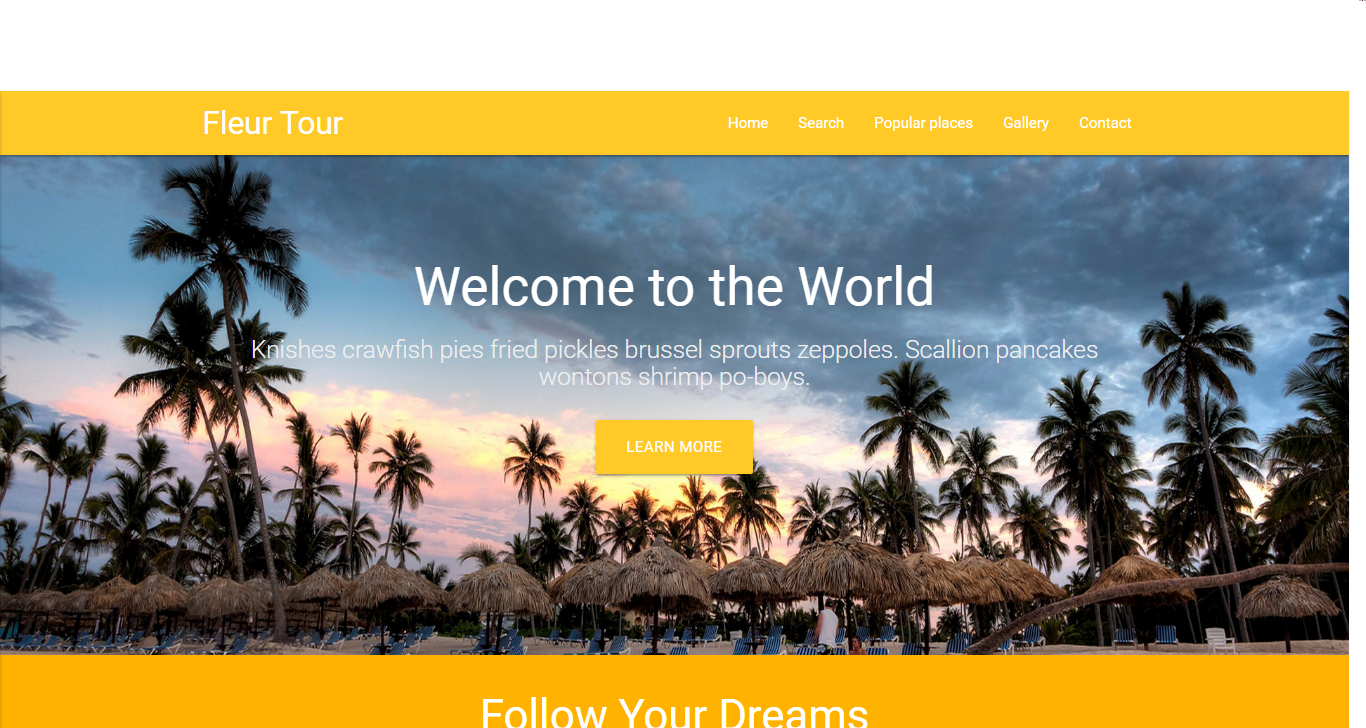 Fleur Tour
Home Search Popular places Gallery Contact
Welcome to the World
Knishes crawfish pies fried pickles brussel sprouts zeppoles. Scallion pancakes
wontons shrimp po-boys.
LEARN MORE
Follow Your Dreams